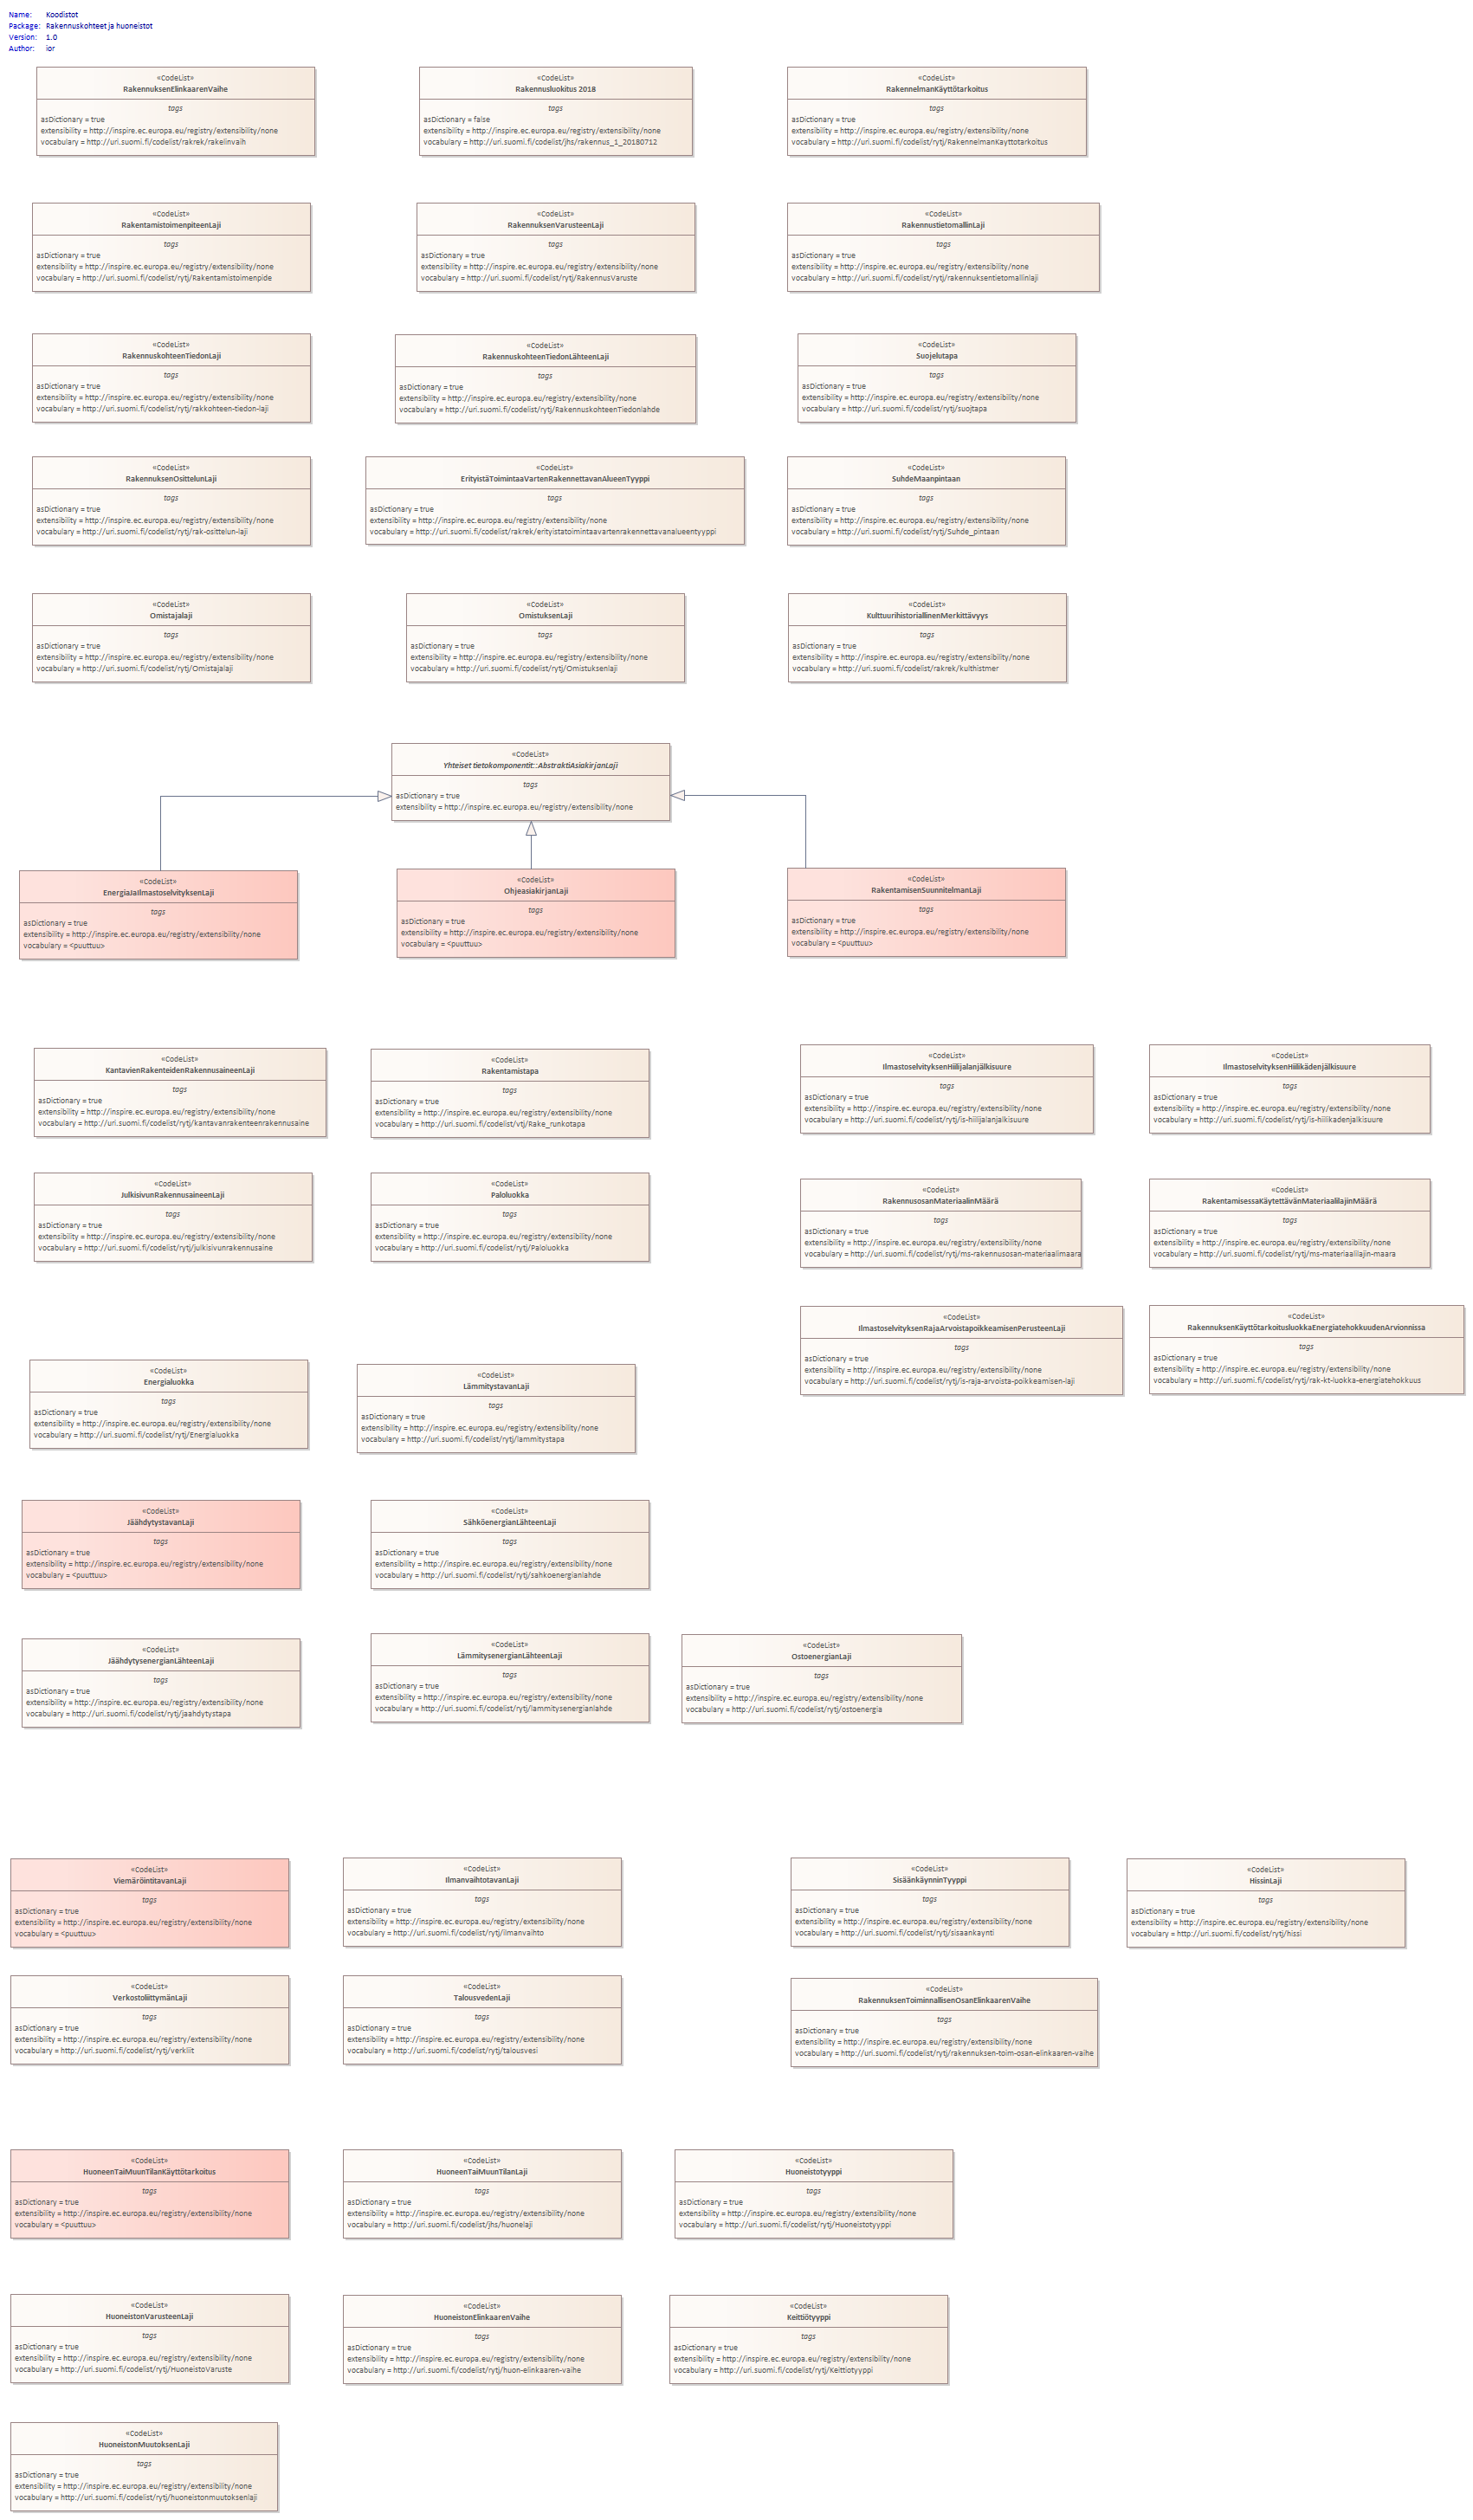 Name: Koodistot
Package: Rakennuskohteet ja huoneistot
Version: 1.0
Author: ior
«CodeList»
RakennuksenElinkaarenVaihe
tags
asDictionary = true
extensibility = http://inspire.ec.europa.eu/registry/extensibility/none
vocabulary = http://uri.suomi.fi/codelist/rakrek/rakelinvaih
«CodeList»
Rakennusluokitus 2018
tags
asDictionary = false
extensibility = http://inspire.ec.europa.eu/registry/extensibility/none
vocabulary = http://uri.suomi.fi/codelist/jhs/rakennus_1_20180712
«CodeList»
RakennelmanKäyttötarkoitus
tags
asDictionary = true
extensibility = http://inspire.ec.europa.eu/registry/extensibility/none
vocabulary = http://uri.suomi.fi/codelist/rytj/RakennelmanKayttotarkoitus
«CodeList»
RakentamistoimenpiteenLaji
tags
asDictionary = true
extensibility = http://inspire.ec.europa.eu/registry/extensibility/none
vocabulary = http://uri.suomi.fi/codelist/rytj/Rakentamistoimenpide
«CodeList»
RakennuksenVarusteenLaji
tags
asDictionary = true
extensibility = http://inspire.ec.europa.eu/registry/extensibility/none
vocabulary = http://uri.suomi.fi/codelist/rytj/RakennusVaruste
«CodeList»
RakennustietomallinLaji
tags
asDictionary = true
extensibility = http://inspire.ec.europa.eu/registry/extensibility/none
vocabulary = http://uri.suomi.fi/codelist/rytj/rakennuksentietomallinlaji
«CodeList»
RakennuskohteenTiedonLaji
tags
asDictionary = true
extensibility = http://inspire.ec.europa.eu/registry/extensibility/none
vocabulary = http://uri.suomi.fi/codelist/rytj/rakkohteen-tiedon-laji
«CodeList»
RakennuskohteenTiedonLähteenLaji
tags
asDictionary = true
extensibility = http://inspire.ec.europa.eu/registry/extensibility/none
vocabulary = http://uri.suomi.fi/codelist/rytj/RakennuskohteenTiedonlahde
«CodeList»
Suojelutapa
tags
asDictionary = true
extensibility = http://inspire.ec.europa.eu/registry/extensibility/none
vocabulary = http://uri.suomi.fi/codelist/rytj/suojtapa
«CodeList»
RakennuksenOsittelunLaji
tags
asDictionary = true
extensibility = http://inspire.ec.europa.eu/registry/extensibility/none
vocabulary = http://uri.suomi.fi/codelist/rytj/rak-osittelun-laji
«CodeList»
ErityistäToimintaaVartenRakennettavanAlueenTyyppi
tags
asDictionary = true
extensibility = http://inspire.ec.europa.eu/registry/extensibility/none
vocabulary = http://uri.suomi.fi/codelist/rakrek/erityistatoimintaavartenrakennettavanalueentyyppi
«CodeList»
SuhdeMaanpintaan
tags
asDictionary = true
extensibility = http://inspire.ec.europa.eu/registry/extensibility/none
vocabulary = http://uri.suomi.fi/codelist/rytj/Suhde_pintaan
«CodeList»
Omistajalaji
tags
asDictionary = true
extensibility = http://inspire.ec.europa.eu/registry/extensibility/none
vocabulary = http://uri.suomi.fi/codelist/rytj/Omistajalaji
«CodeList»
OmistuksenLaji
tags
asDictionary = true
extensibility = http://inspire.ec.europa.eu/registry/extensibility/none
vocabulary = http://uri.suomi.fi/codelist/rytj/Omistuksenlaji
«CodeList»
KulttuurihistoriallinenMerkittävyys
tags
asDictionary = true
extensibility = http://inspire.ec.europa.eu/registry/extensibility/none
vocabulary = http://uri.suomi.fi/codelist/rakrek/kulthistmer
«CodeList»
Yhteiset tietokomponentit::AbstraktiAsiakirjanLaji
tags
asDictionary = true
extensibility = http://inspire.ec.europa.eu/registry/extensibility/none
«CodeList»
EnergiaJaIlmastoselvityksenLaji
tags
asDictionary = true
extensibility = http://inspire.ec.europa.eu/registry/extensibility/none
vocabulary = <puuttuu>
«CodeList»
OhjeasiakirjanLaji
tags
asDictionary = true
extensibility = http://inspire.ec.europa.eu/registry/extensibility/none
vocabulary = <puuttuu>
«CodeList»
RakentamisenSuunnitelmanLaji
tags
asDictionary = true
extensibility = http://inspire.ec.europa.eu/registry/extensibility/none
vocabulary = <puuttuu>
«CodeList»
KantavienRakenteidenRakennusaineenLaji
tags
asDictionary = true
extensibility = http://inspire.ec.europa.eu/registry/extensibility/none
vocabulary = http://uri.suomi.fi/codelist/rytj/kantavanrakenteenrakennusaine
«CodeList»
Rakentamistapa
tags
asDictionary = true
extensibility = http://inspire.ec.europa.eu/registry/extensibility/none
vocabulary = http://uri.suomi.fi/codelist/vtj/Rake_runkotapa
«CodeList»
IlmastoselvityksenHiilijalanjälkisuure
tags
asDictionary = true
extensibility = http://inspire.ec.europa.eu/registry/extensibility/none
vocabulary = http://uri.suomi.fi/codelist/rytj/is-hiilijalanjalkisuure
«CodeList»
IlmastoselvityksenHiilikädenjälkisuure
tags
asDictionary = true
extensibility = http://inspire.ec.europa.eu/registry/extensibility/none
vocabulary = http://uri.suomi.fi/codelist/rytj/is-hiilikadenjalkisuure
«CodeList»
JulkisivunRakennusaineenLaji
tags
asDictionary = true
extensibility = http://inspire.ec.europa.eu/registry/extensibility/none
vocabulary = http://uri.suomi.fi/codelist/rytj/julkisivunrakennusaine
«CodeList»
Paloluokka
tags
asDictionary = true
extensibility = http://inspire.ec.europa.eu/registry/extensibility/none
vocabulary = http://uri.suomi.fi/codelist/rytj/Paloluokka
«CodeList»
RakennusosanMateriaalinMäärä
tags
asDictionary = true
extensibility = http://inspire.ec.europa.eu/registry/extensibility/none
vocabulary = http://uri.suomi.fi/codelist/rytj/ms-rakennusosan-materiaalimaara
«CodeList»
RakentamisessaKäytettävänMateriaalilajinMäärä
tags
asDictionary = true
extensibility = http://inspire.ec.europa.eu/registry/extensibility/none
vocabulary = http://uri.suomi.fi/codelist/rytj/ms-materiaalilajin-maara
«CodeList»
IlmastoselvityksenRajaArvoistapoikkeamisenPerusteenLaji
tags
asDictionary = true
extensibility = http://inspire.ec.europa.eu/registry/extensibility/none
vocabulary = http://uri.suomi.fi/codelist/rytj/is-raja-arvoista-poikkeamisen-laji
«CodeList»
RakennuksenKäyttötarkoitusluokkaEnergiatehokkuudenArvionnissa
tags
asDictionary = true
extensibility = http://inspire.ec.europa.eu/registry/extensibility/none
vocabulary = http://uri.suomi.fi/codelist/rytj/rak-kt-luokka-energiatehokkuus
«CodeList»
Energialuokka
tags
asDictionary = true
extensibility = http://inspire.ec.europa.eu/registry/extensibility/none
vocabulary = http://uri.suomi.fi/codelist/rytj/Energialuokka
«CodeList»
LämmitystavanLaji
tags
asDictionary = true
extensibility = http://inspire.ec.europa.eu/registry/extensibility/none
vocabulary = http://uri.suomi.fi/codelist/rytj/lammitystapa
«CodeList»
JäähdytystavanLaji
tags
asDictionary = true
extensibility = http://inspire.ec.europa.eu/registry/extensibility/none
vocabulary = <puuttuu>
«CodeList»
SähköenergianLähteenLaji
tags
asDictionary = true
extensibility = http://inspire.ec.europa.eu/registry/extensibility/none
vocabulary = http://uri.suomi.fi/codelist/rytj/sahkoenergianlahde
«CodeList»
JäähdytysenergianLähteenLaji
tags
asDictionary = true
extensibility = http://inspire.ec.europa.eu/registry/extensibility/none
vocabulary = http://uri.suomi.fi/codelist/rytj/jaahdytystapa
«CodeList»
LämmitysenergianLähteenLaji
tags
asDictionary = true
extensibility = http://inspire.ec.europa.eu/registry/extensibility/none
vocabulary = http://uri.suomi.fi/codelist/rytj/lammitysenergianlahde
«CodeList»
OstoenergianLaji
tags
asDictionary = true
extensibility = http://inspire.ec.europa.eu/registry/extensibility/none
vocabulary = http://uri.suomi.fi/codelist/rytj/ostoenergia
«CodeList»
ViemäröintitavanLaji
tags
asDictionary = true
extensibility = http://inspire.ec.europa.eu/registry/extensibility/none
vocabulary = <puuttuu>
«CodeList»
IlmanvaihtotavanLaji
tags
asDictionary = true
extensibility = http://inspire.ec.europa.eu/registry/extensibility/none
vocabulary = http://uri.suomi.fi/codelist/rytj/ilmanvaihto
«CodeList»
SisäänkäynninTyyppi
tags
asDictionary = true
extensibility = http://inspire.ec.europa.eu/registry/extensibility/none
vocabulary = http://uri.suomi.fi/codelist/rytj/sisaankaynti
«CodeList»
HissinLaji
tags
asDictionary = true
extensibility = http://inspire.ec.europa.eu/registry/extensibility/none
vocabulary = http://uri.suomi.fi/codelist/rytj/hissi
«CodeList»
VerkostoliittymänLaji
tags
asDictionary = true
extensibility = http://inspire.ec.europa.eu/registry/extensibility/none
vocabulary = http://uri.suomi.fi/codelist/rytj/verkliit
«CodeList»
TalousvedenLaji
tags
asDictionary = true
extensibility = http://inspire.ec.europa.eu/registry/extensibility/none
vocabulary = http://uri.suomi.fi/codelist/rytj/talousvesi
«CodeList»
RakennuksenToiminnallisenOsanElinkaarenVaihe
tags
asDictionary = true
extensibility = http://inspire.ec.europa.eu/registry/extensibility/none
vocabulary = http://uri.suomi.fi/codelist/rytj/rakennuksen-toim-osan-elinkaaren-vaihe
«CodeList»
HuoneenTaiMuunTilanKäyttötarkoitus
tags
asDictionary = true
extensibility = http://inspire.ec.europa.eu/registry/extensibility/none
vocabulary = <puuttuu>
«CodeList»
HuoneenTaiMuunTilanLaji
tags
asDictionary = true
extensibility = http://inspire.ec.europa.eu/registry/extensibility/none
vocabulary = http://uri.suomi.fi/codelist/jhs/huonelaji
«CodeList»
Huoneistotyyppi
tags
asDictionary = true
extensibility = http://inspire.ec.europa.eu/registry/extensibility/none
vocabulary = http://uri.suomi.fi/codelist/rytj/Huoneistotyyppi
«CodeList»
HuoneistonVarusteenLaji
tags
asDictionary = true
extensibility = http://inspire.ec.europa.eu/registry/extensibility/none
vocabulary = http://uri.suomi.fi/codelist/rytj/HuoneistoVaruste
«CodeList»
HuoneistonElinkaarenVaihe
tags
asDictionary = true
extensibility = http://inspire.ec.europa.eu/registry/extensibility/none
vocabulary = http://uri.suomi.fi/codelist/rytj/huon-elinkaaren-vaihe
«CodeList»
Keittiötyyppi
tags
asDictionary = true
extensibility = http://inspire.ec.europa.eu/registry/extensibility/none
vocabulary = http://uri.suomi.fi/codelist/rytj/Keittiotyyppi
«CodeList»
HuoneistonMuutoksenLaji
tags
asDictionary = true
extensibility = http://inspire.ec.europa.eu/registry/extensibility/none
vocabulary = http://uri.suomi.fi/codelist/rytj/huoneistonmuutoksenlaji